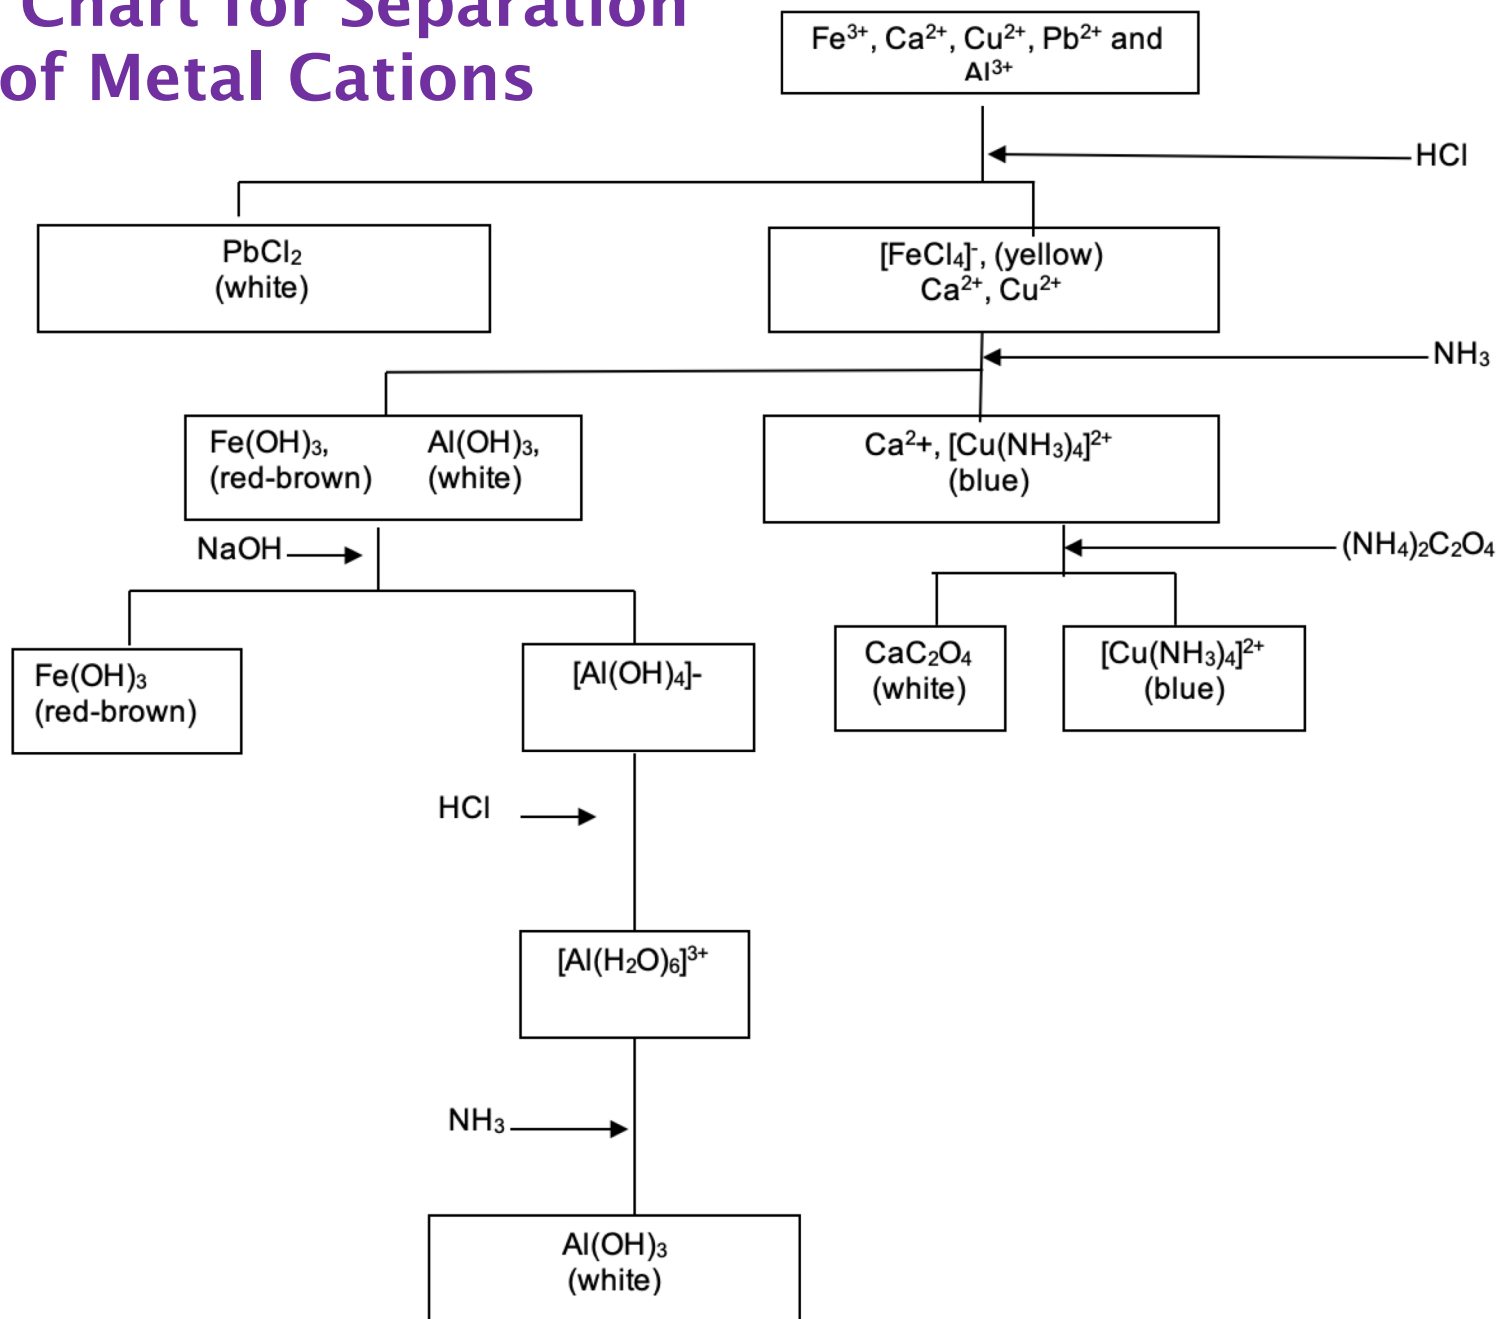 Chart for Separation
of Metal Cations
Fe³⁺, Ca²⁺, Cu²⁺, Pb²⁺ and
Al³⁺
HCl
PbCl₂
(white)
[FeCl₄]⁻, (yellow)
Ca²⁺, Cu²⁺
NH₃
Fe(OH)₃, Al(OH)₃,
(red-brown) (white)
Ca²+, [Cu(NH₃)₄]²⁺
(blue)
NaOH
(NH₄)₂C₂O₄
Fe(OH)₃
(red-brown)
[Al(OH)₄]-
CaC₂O₄
(white)
[Cu(NH₃)₄]²⁺
(blue)
HCl
[Al(H₂O)₆]³⁺
NH₃
Al(OH)₃
(white)